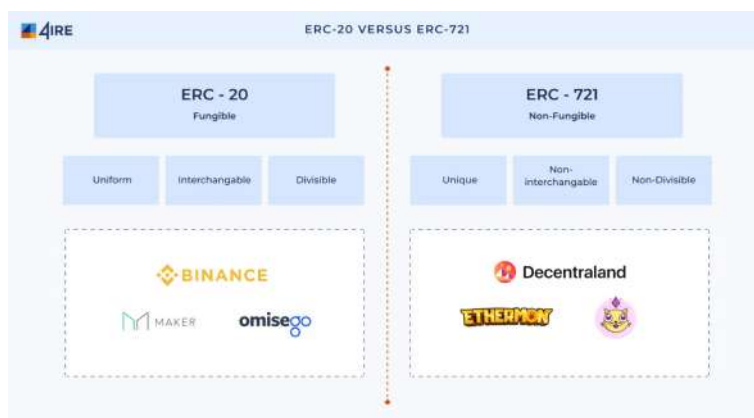 4IRE
ERC-20 VERSUS ERC-721
ERC - 20
Fungible
Uniform
Interchangable
Divisible
BINANCE
MAKER
omisego
ERC - 721
Non-Fungible
Unique
Non-
interchangable
Non-Divisible
Decentraland
ETHERMON